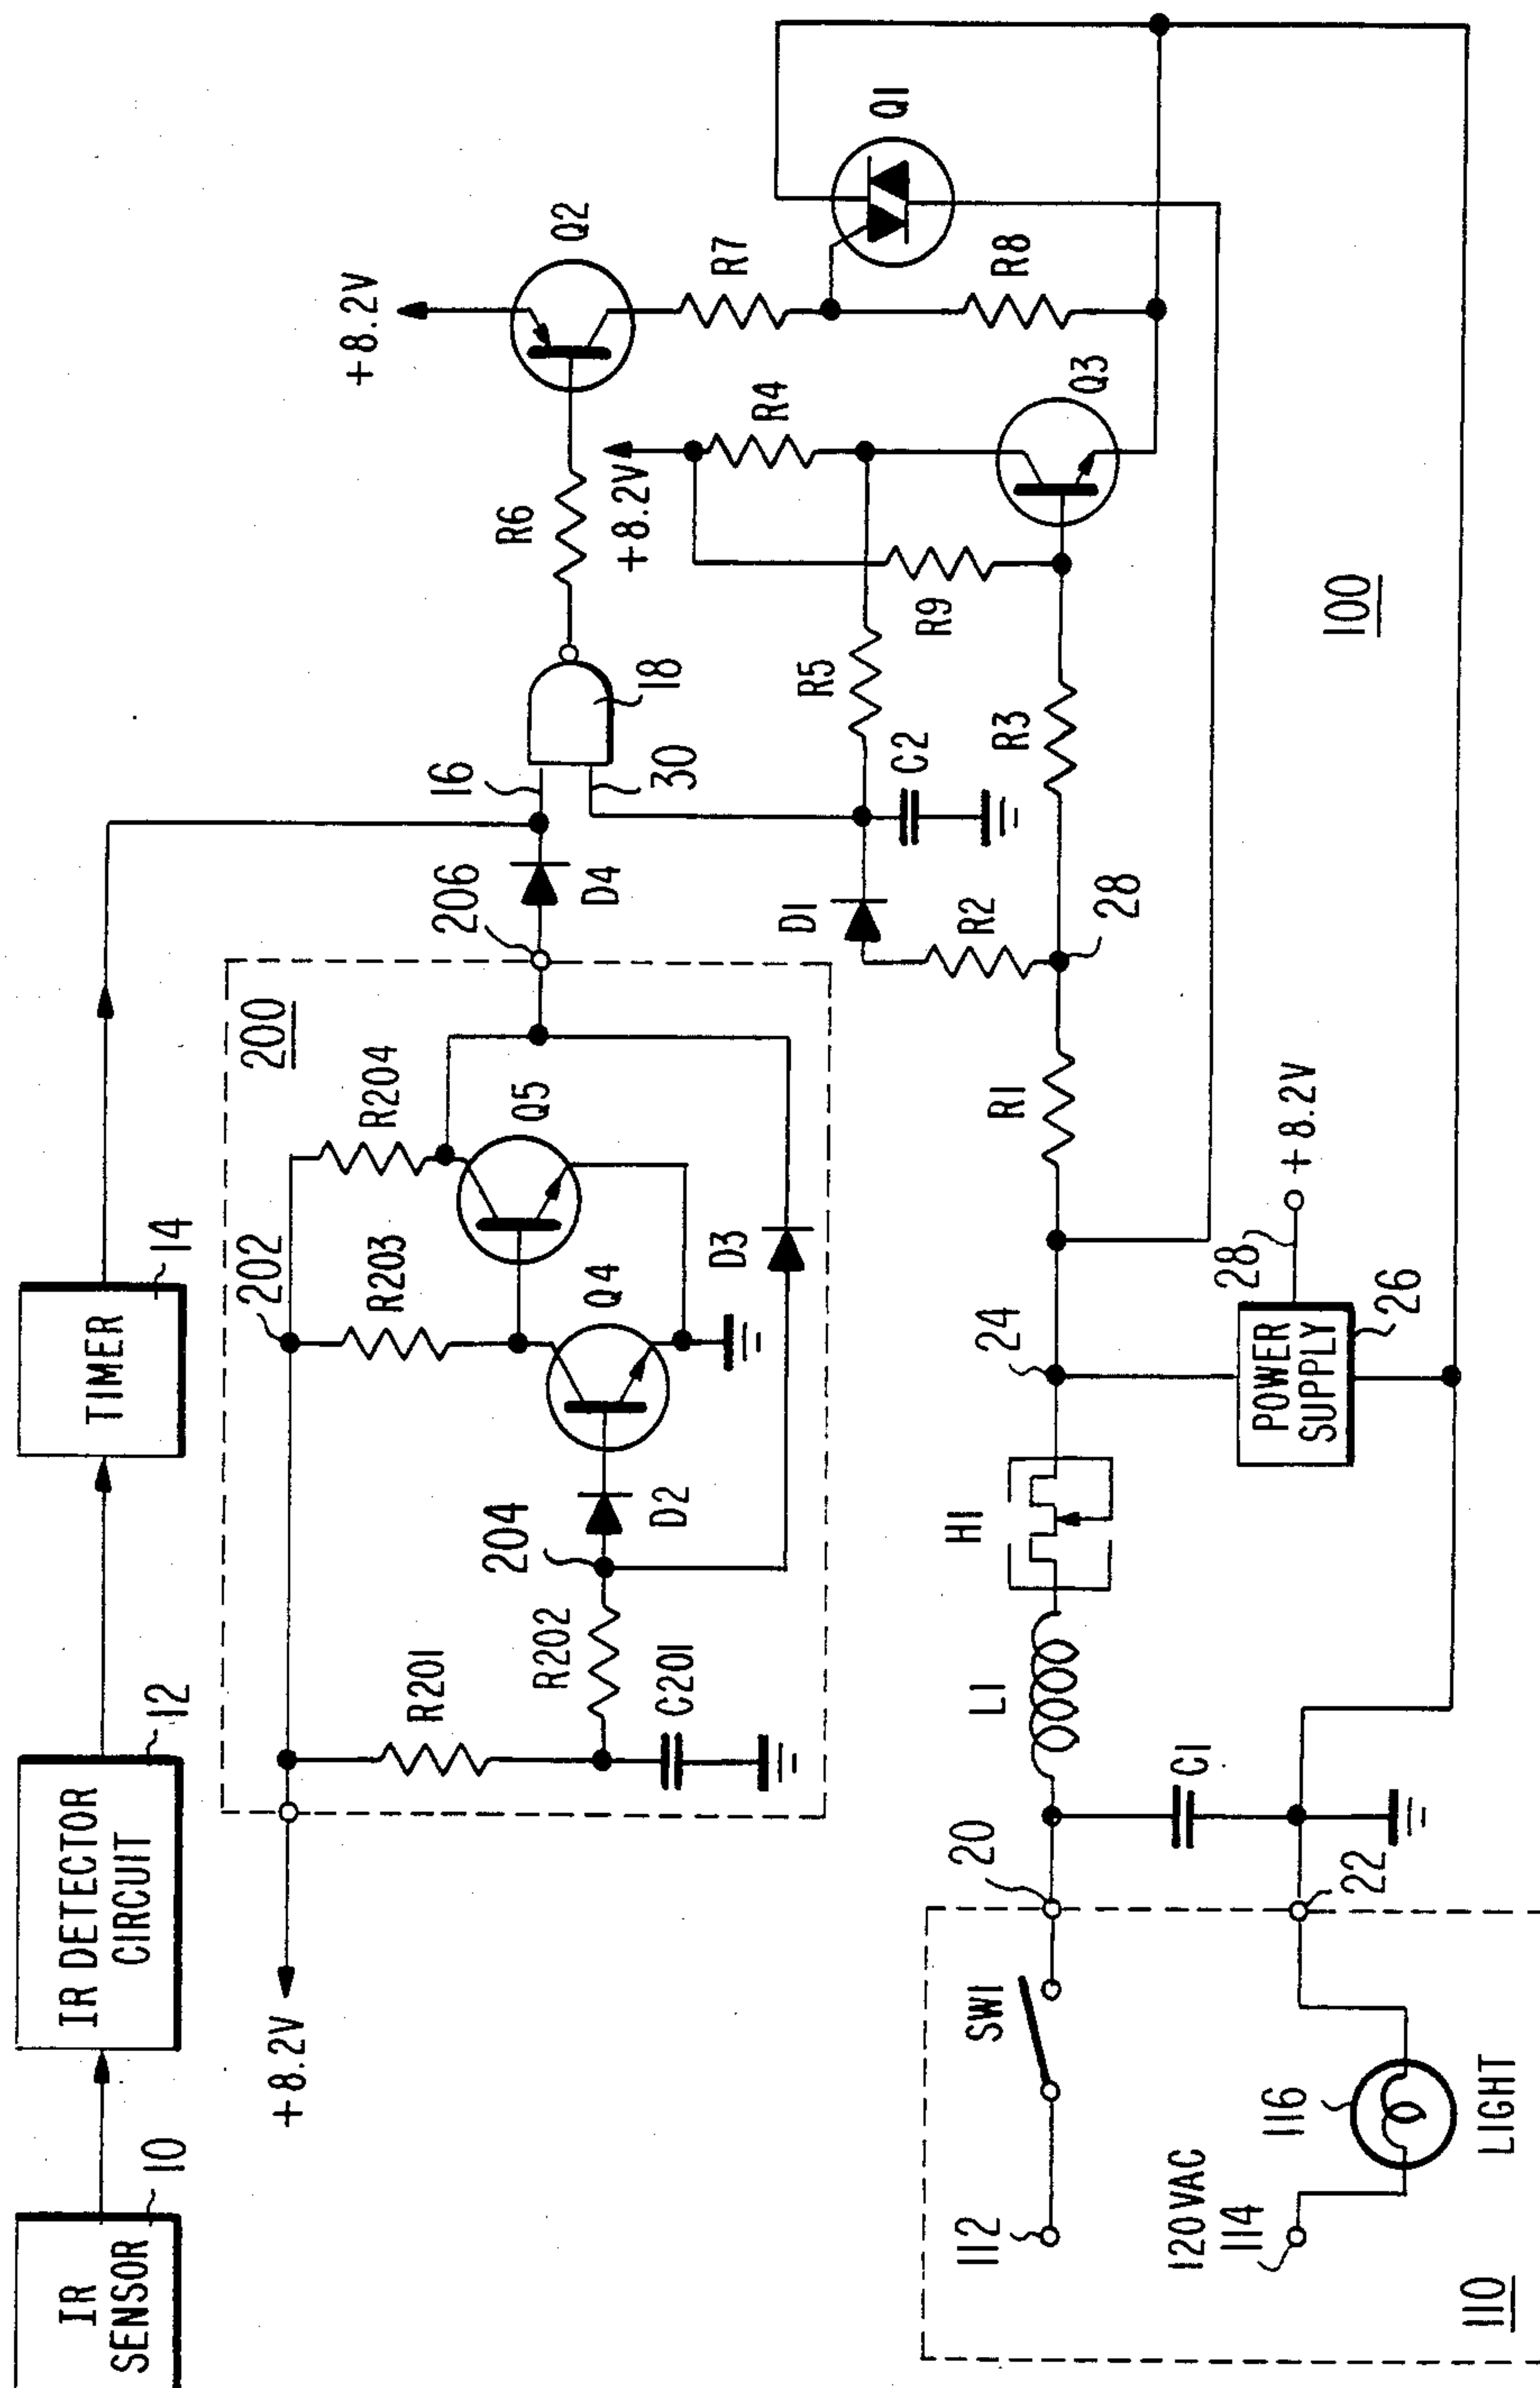 IR
SENSOR
10
IR DETECTOR
CIRCUIT
12
TIMER
14
+8.2V
202
R201
R202
C201
204
D2
R203
Q4
D3
R204
Q5
200
206
D4
16
30
18
R6
+8.2V
Q2
R7
R8
Q1
+8.2V
R4
R9
Q3
R5
C2
D1
R2
R3
28
R1
24
H1
L1
C1
20
22
POWER
SUPPLY
26
28
+8.2V
100
SW1
112
120VAC
114
116
LIGHT
110